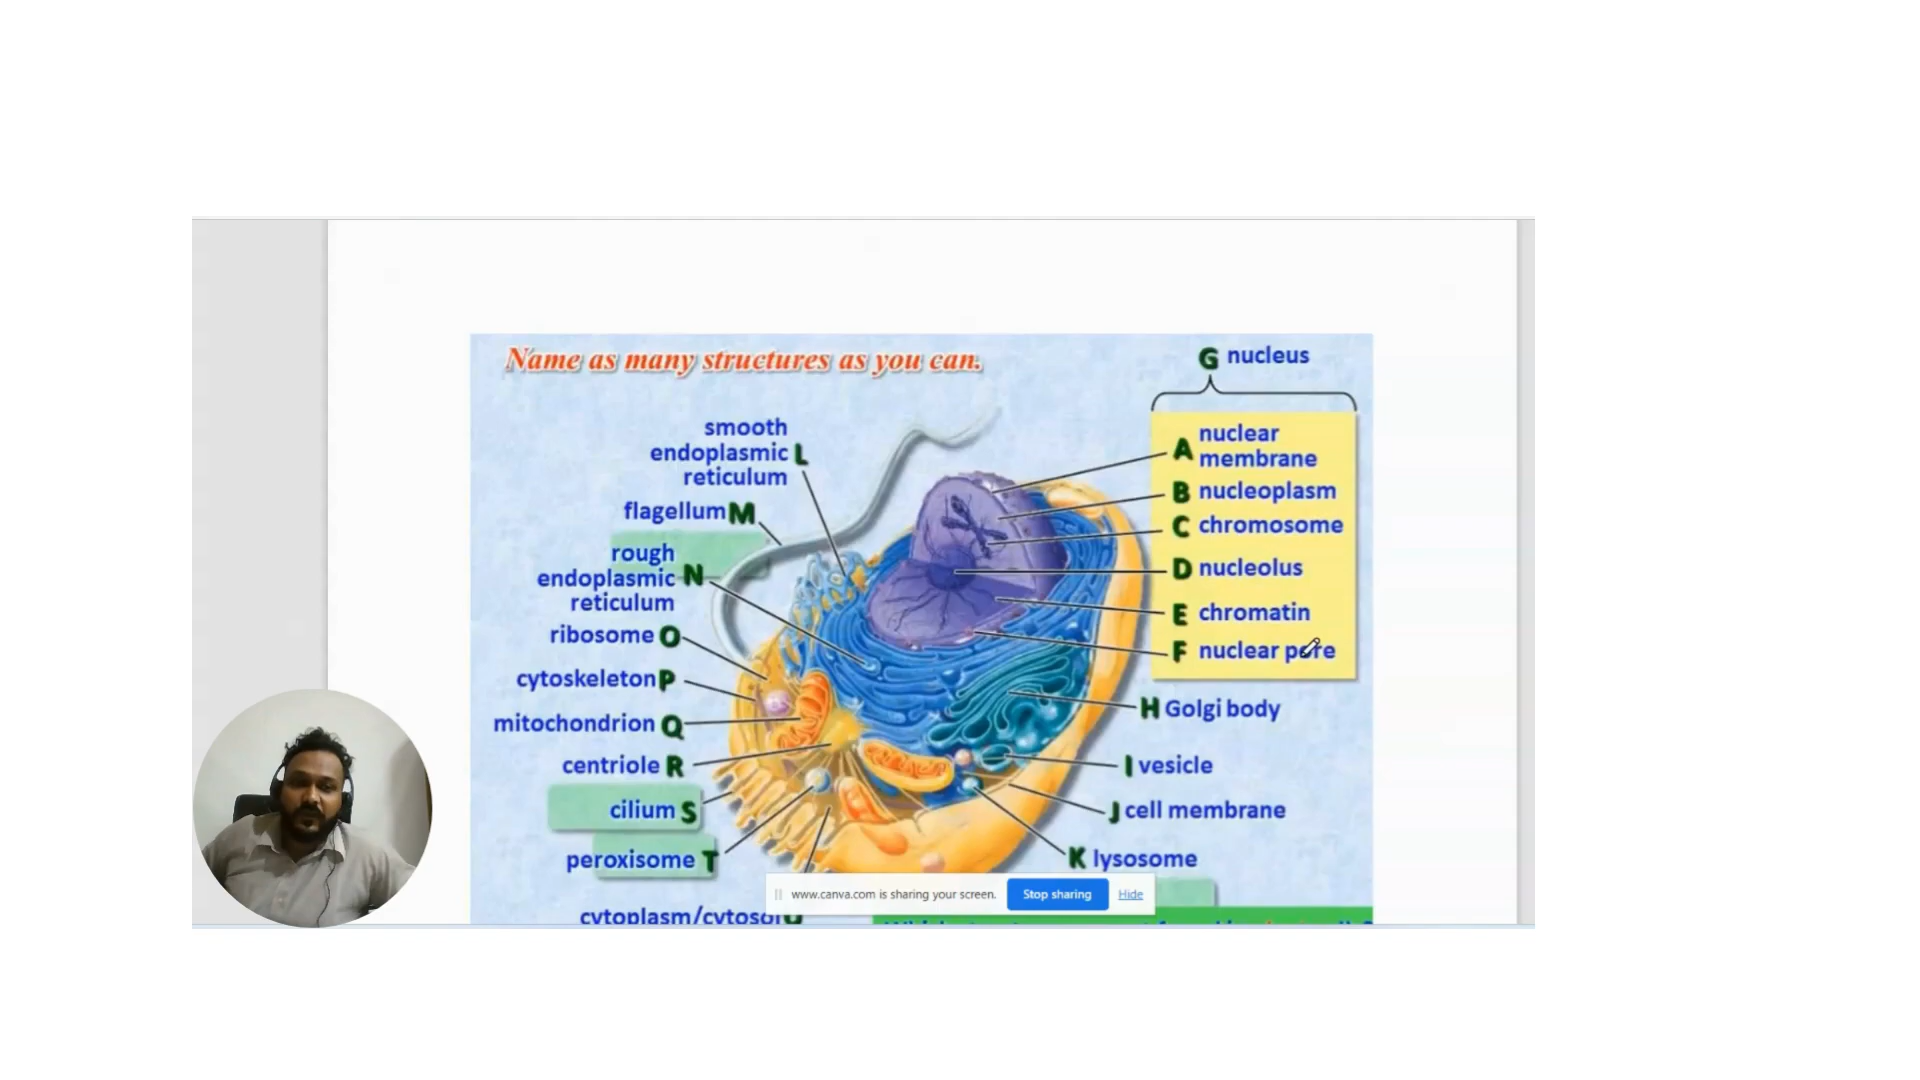 Name as many structures as you can.
G nucleus
A nuclear
membrane
B nucleoplasm
C chromosome
D nucleolus
E chromatin
F nuclear pore
H Golgi body
I vesicle
J cell membrane
K lysosome
smooth
endoplasmic L
reticulum
flagellum M
rough
endoplasmic N
reticulum
ribosome O
cytoskeleton P
mitochondrion Q
centriole R
cilium S
peroxisome T
cytoplasm/cytosol U
www.canva.com is sharing your screen. Stop sharing Hide